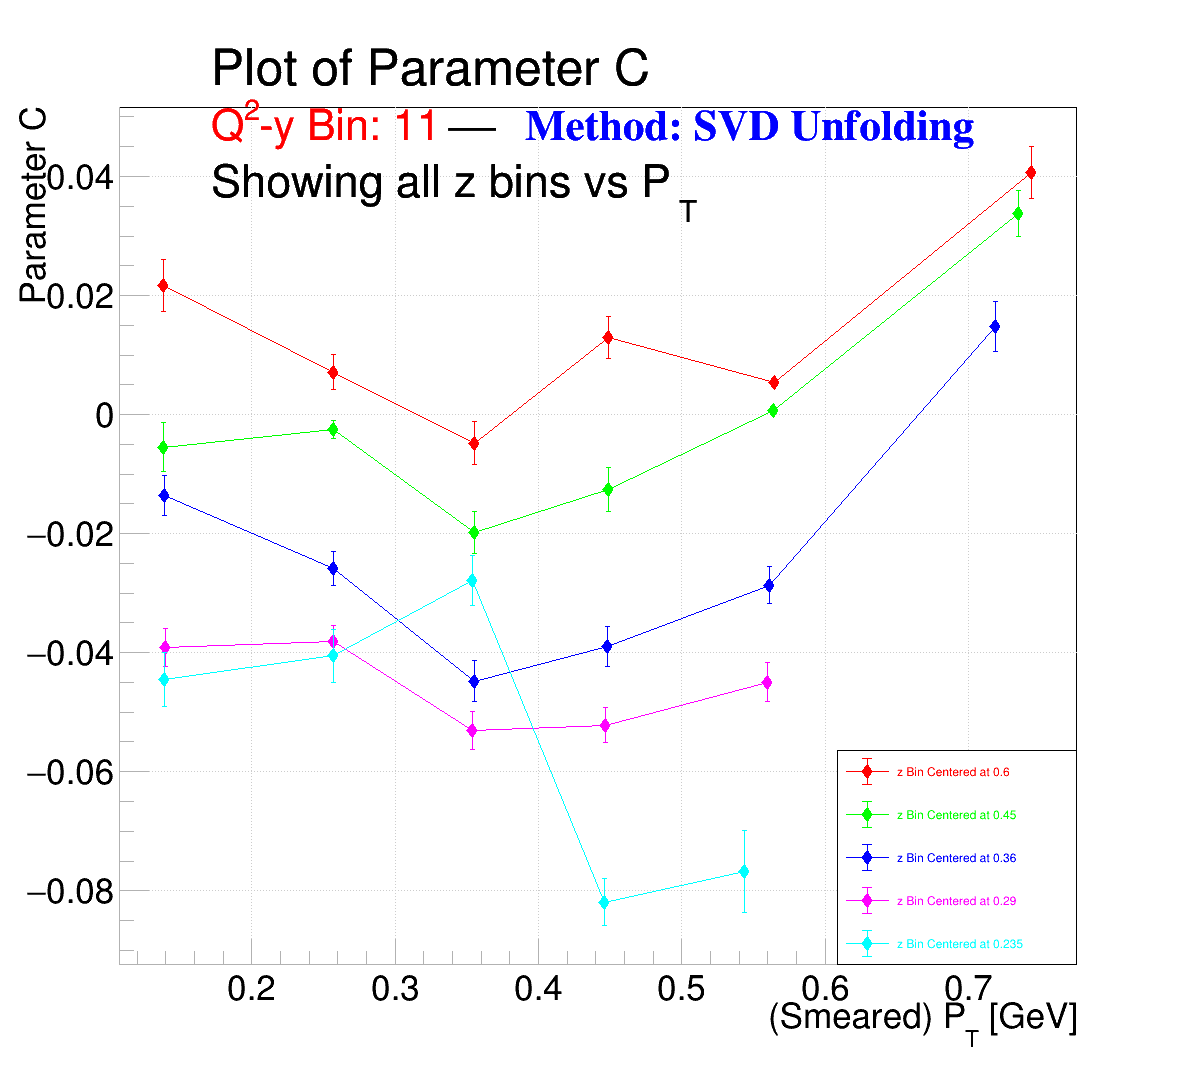 Plot of Parameter C
Q2-y Bin: 11 — Method: SVD Unfolding
Showing all z bins vs PT
Parameter C
0.04
0.02
0
−0.02
−0.04
−0.06
−0.08
z Bin Centered at 0.6
z Bin Centered at 0.45
z Bin Centered at 0.36
z Bin Centered at 0.29
z Bin Centered at 0.235
0.2 0.3 0.4 0.5 0.6 0.7
(Smeared) PT [GeV]